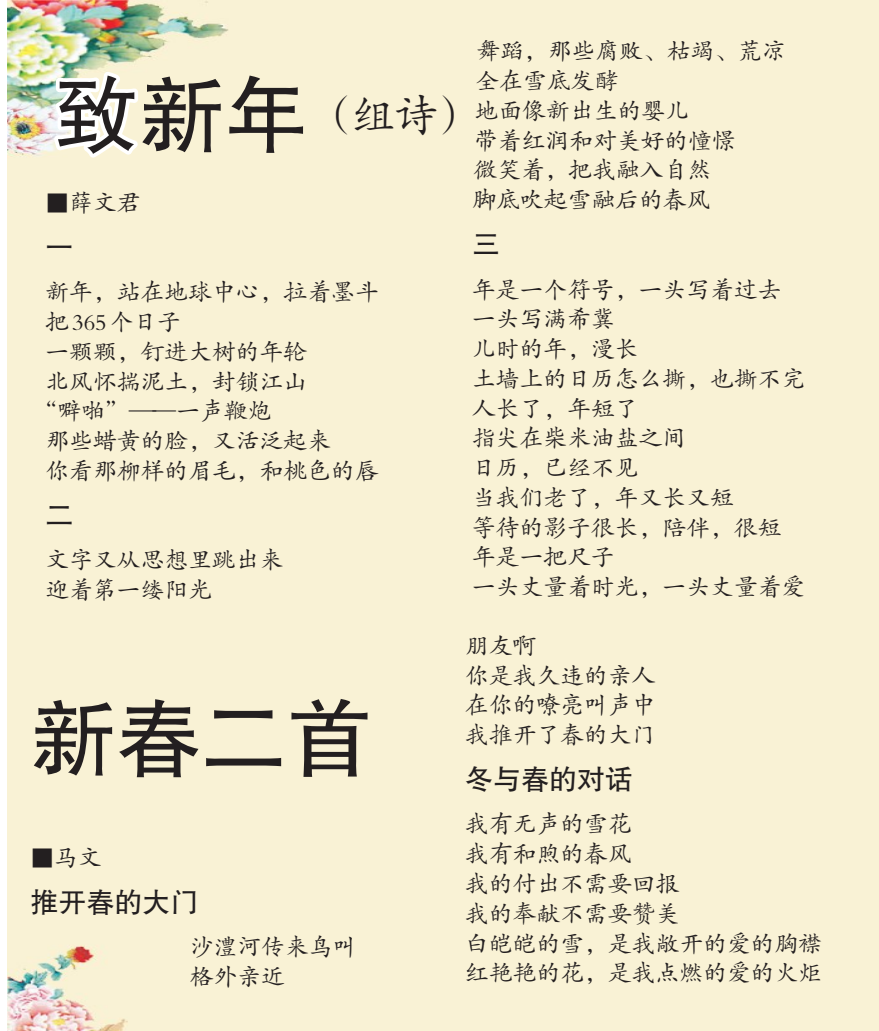 致新年（组诗）
■薛文君
一
新年，站在地球中心，拉着墨斗
把365个日子
一颗颗，钉进大树的年轮
北风怀揣泥土，封锁江山
“噼啪”——一声鞭炮
那些蜡黄的脸，又活泛起来
你看那柳样的眉毛，和桃色的唇
二
文字又从思想里跳出来
迎着第一缕阳光
舞蹈，那些腐败、枯竭、荒凉
全在雪底发酵
地面像新出生的婴儿
带着红润和对美好的憧憬
微笑着，把我融入自然
脚底吹起雪融后的春风
三
年是一个符号，一头写着过去
一头写满希冀
儿时的年，漫长
土墙上的日历怎么撕，也撕不完
人长了，年短了
指尖在柴米油盐之间
日历，已经不见
当我们老了，年又长又短
等待的影子很长，陪伴，很短
年是一把尺子
一头丈量着时光，一头丈量着爱
新春二首
■马文
推开春的大门
沙澧河传来鸟叫
格外亲近
朋友啊
你是我久违的亲人
在你的嘹亮叫声中
我推开了春的大门
冬与春的对话
我有无声的雪花
我有和煦的春风
我的付出不需要回报
我的奉献不需要赞美
白皑皑的雪，是我敞开的爱的胸襟
红艳艳的花，是我点燃的爱的火炬